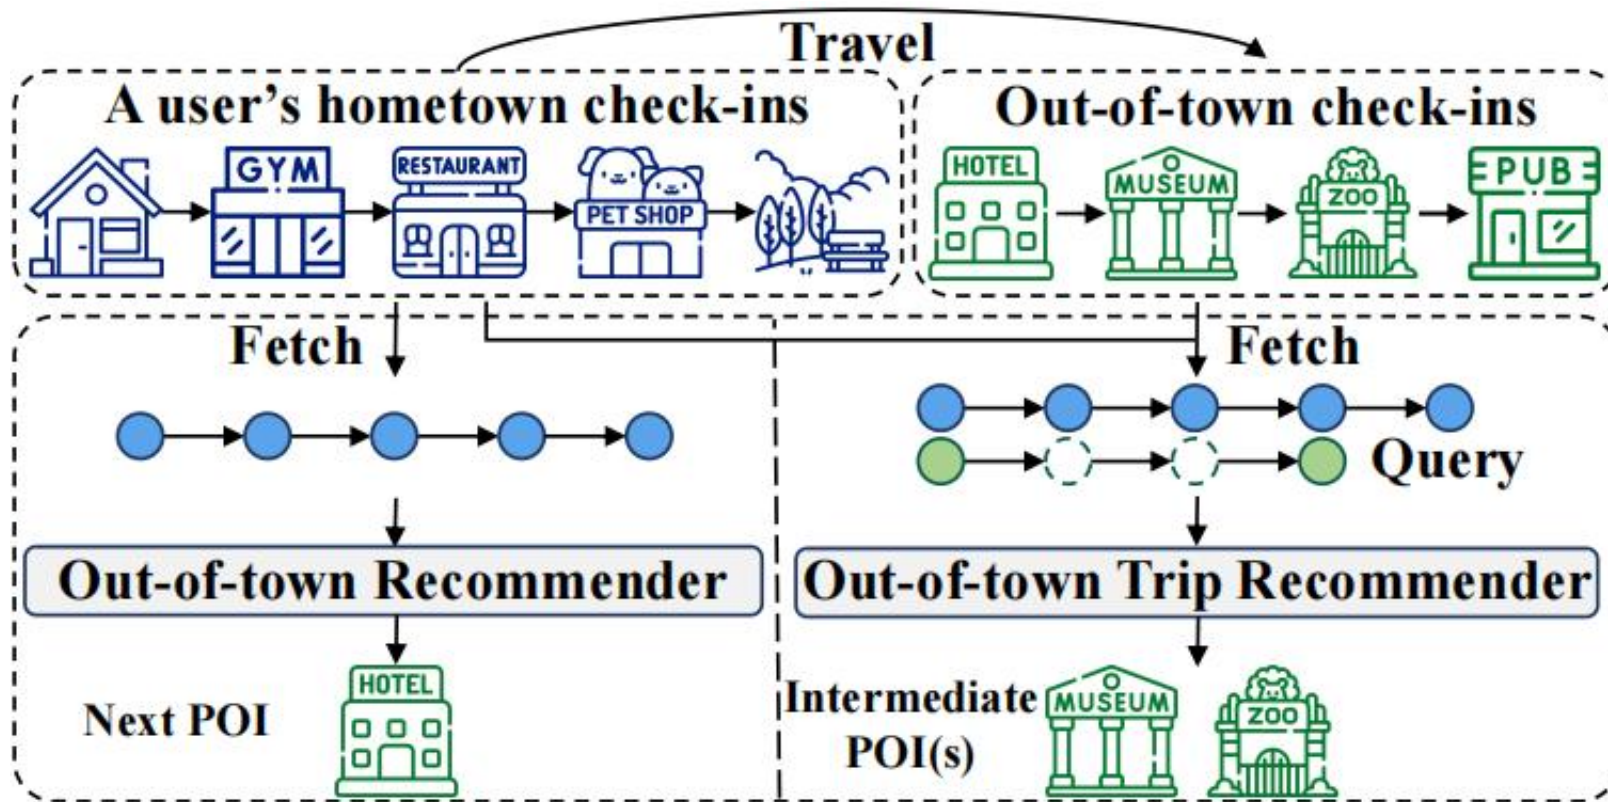 Travel
A user's hometown check-ins
Out-of-town check-ins
GYM
RESTAURANT
PET SHOP
HOTEL
MUSEUM
ZOO
PUB
Fetch
Fetch
Query
Out-of-town Recommender
Out-of-town Trip Recommender
Next POI
HOTEL
Intermediate
POI(s)
MUSEUM
ZOO